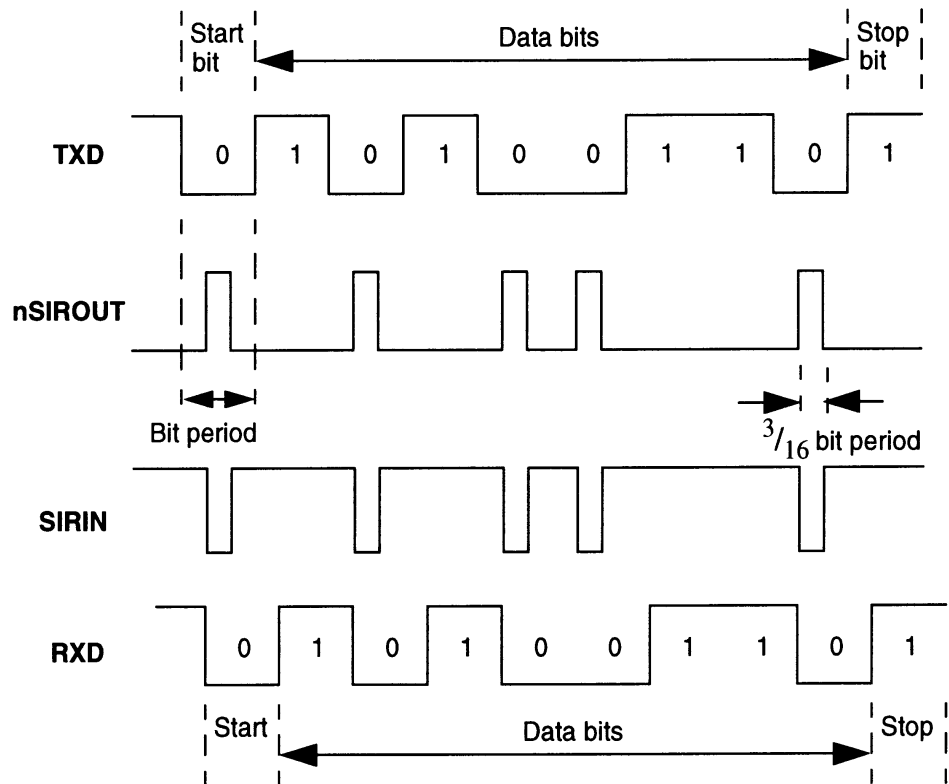 Start
bit
Data bits
Stop
bit
TXD
0 1 0 1 0 0 1 1 0 1
nSIROUT
Bit period
3/16 bit period
SIRIN
RXD
0 1 0 1 0 0 1 1 0 1
Start
Data bits
Stop